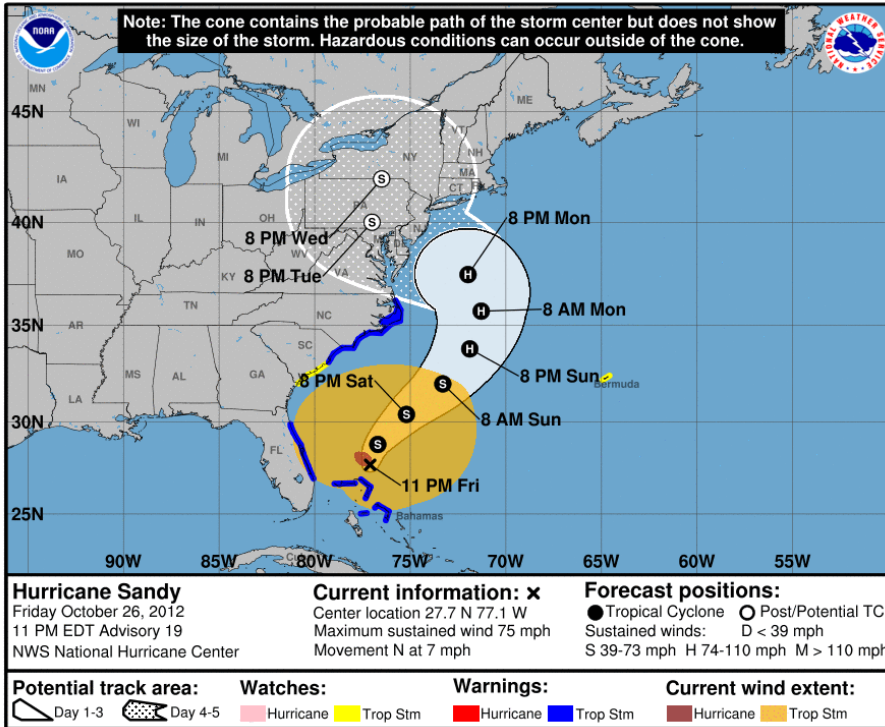 Note: The cone contains the probable path of the storm center but does not show
the size of the storm. Hazardous conditions can occur outside of the cone.
NOAA
NATIONAL WEATHER
SERVICE
MN
ME
45N
WI
VT
NH
MI
NY
MA
CT
IA
S
PA
40N
IL
IN
OH
NJ
8 PM Mon
S
8 PM Wed
MD
DE
MO
WV
8 PM Tue
H
KY
VA
H
8 AM Mon
35N
TN
NC
AR
SC
H
8 PM Sun
MS
AL
GA
8 PM Sat
S
Bermuda
LA
S
8 AM Sun
30N
FL
S
11 PM Fri
25N
Bahamas
90W 85W 80W 75W 70W 65W 60W 55W
Hurricane Sandy
Friday October 26, 2012
11 PM EDT Advisory 19
NWS National Hurricane Center
Current information: ×
Center location 27.7 N 77.1 W
Maximum sustained wind 75 mph
Movement N at 7 mph
Forecast positions:
Tropical Cyclone Post/Potential TC
Sustained winds: D < 39 mph
S 39-73 mph H 74-110 mph M > 110 mph
Potential track area:
Day 1-3 Day 4-5
Watches:
Hurricane Trop Stm
Warnings:
Hurricane Trop Stm
Current wind extent:
Hurricane Trop Stm